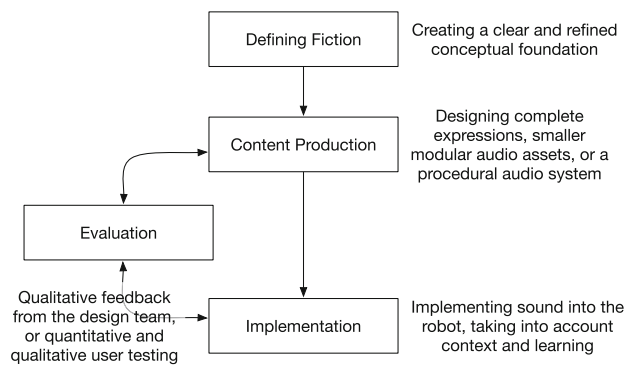 Defining Fiction
Creating a clear and refined
conceptual foundation
Content Production
Designing complete
expressions, smaller
modular audio assets, or a
procedural audio system
Evaluation
Qualitative feedback
from the design team,
or quantitative and
qualitative user testing
Implementation
Implementing sound into the
robot, taking into account
context and learning